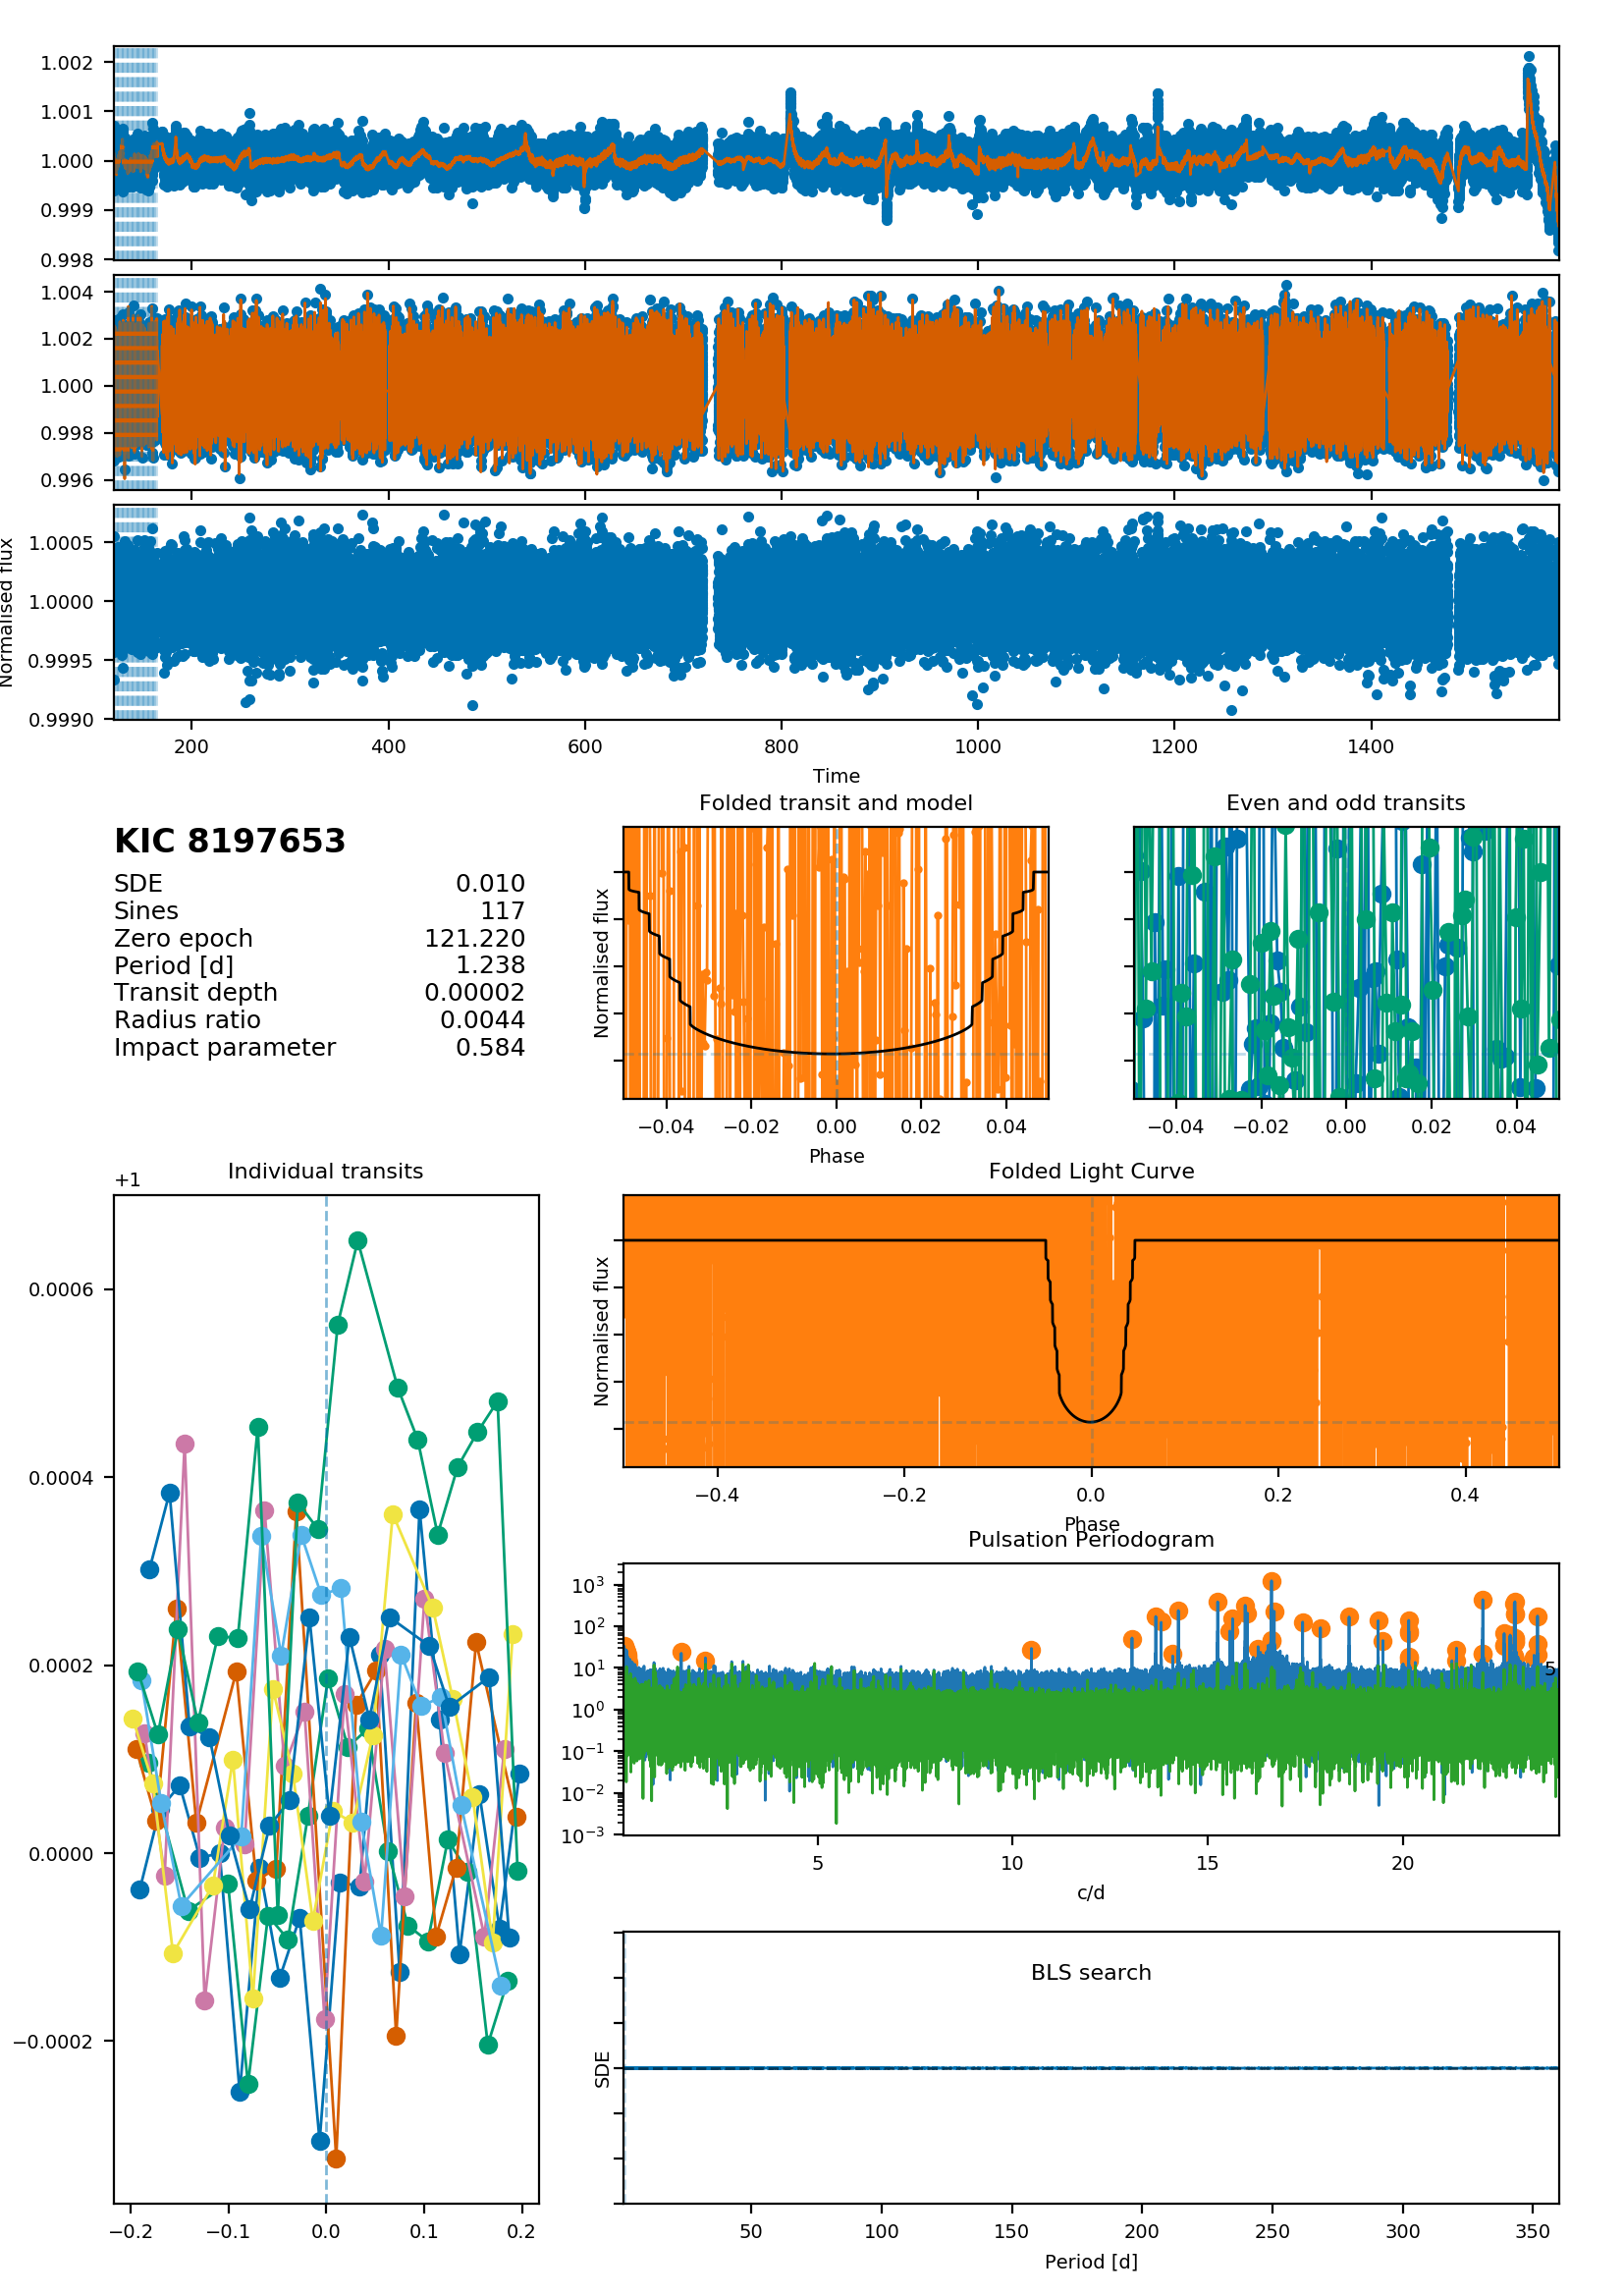 1.002
1.001
1.000
0.999
0.998
1.004
1.002
1.000
0.998
0.996
1.0005
1.0000
0.9995
0.9990
Normalised flux
200 400 600 800 1000 1200 1400
Time
KIC 8197653
SDE 0.010
Sines 117
Zero epoch 121.220
Period [d] 1.238
Transit depth 0.00002
Radius ratio 0.0044
Impact parameter 0.584
Folded transit and model
Normalised flux
−0.04 −0.02 0.00 0.02 0.04
Phase
Even and odd transits
−0.04 −0.02 0.00 0.02 0.04
Individual transits
+1
0.0006
0.0004
0.0002
0.0000
−0.0002
−0.2 −0.1 0.0 0.1 0.2
Folded Light Curve
Normalised flux
−0.4 −0.2 0.0 0.2 0.4
Phase
Pulsation Periodogram
10³
10²
10¹
10⁰
10⁻¹
10⁻²
10⁻³
5
5 10 15 20
c/d
BLS search
SDE
50 100 150 200 250 300 350
Period [d]